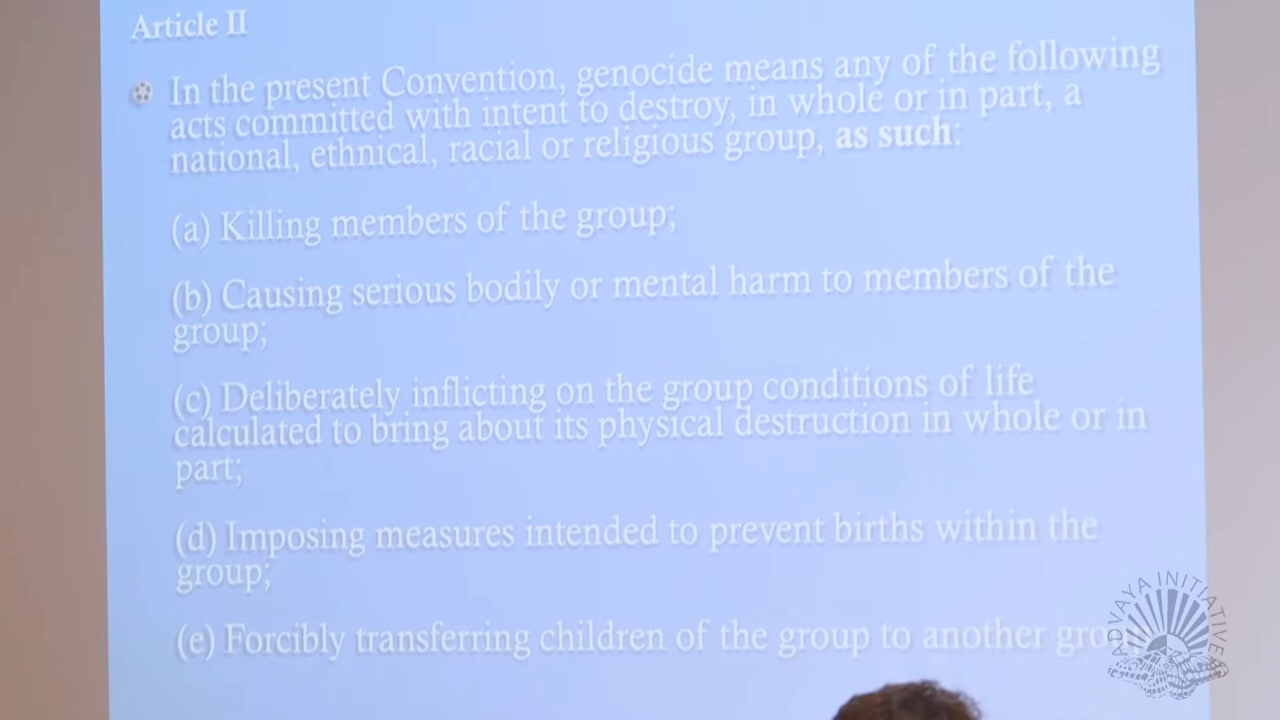 Article II
In the present Convention, genocide means any of the following
acts committed with intent to destroy, in whole or in part, a
national, ethnical, racial or religious group, as such:
(a) Killing members of the group;
(b) Causing serious bodily or mental harm to members of the
group;
(c) Deliberately inflicting on the group conditions of life
calculated to bring about its physical destruction in whole or in
part;
(d) Imposing measures intended to prevent births within the
group;
(e) Forcibly transferring children of the group to another
ADVAYA INITIATIVE